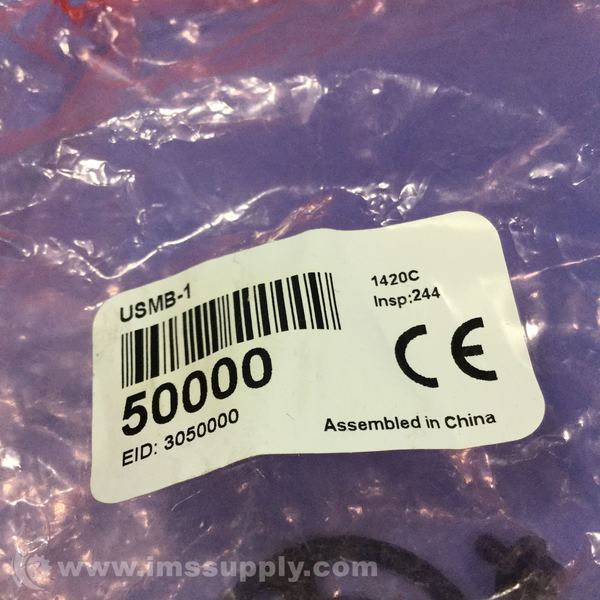 USMB-1
50000
EID: 3050000
1420C
Insp:244
CE
Assembled in China
www.imssupply.com